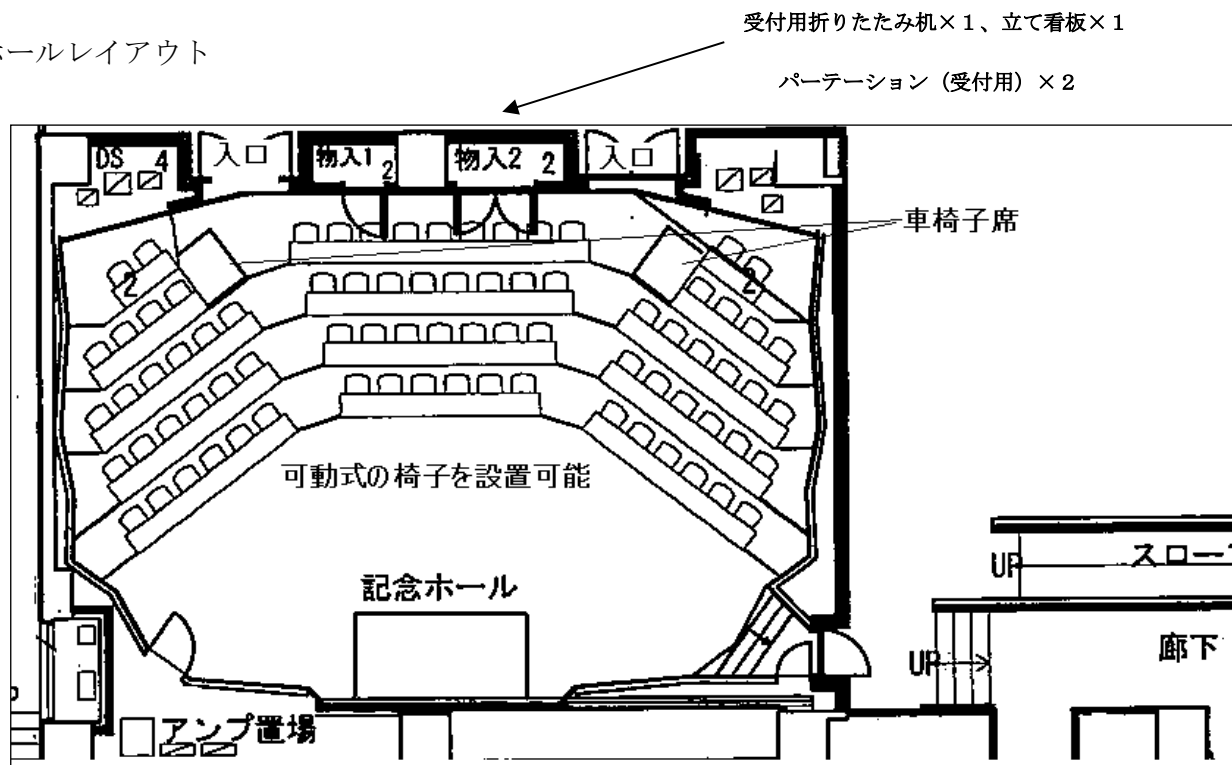 受付用折りたたみ机×１、立て看板×１
ホールレイアウト
パーテーション（受付用）×２
DS 4
入口
物入1 2
物入2 2
入口
車椅子席
2
2
可動式の椅子を設置可能
記念ホール
UP
スロー
UP
廊下
アンプ置場